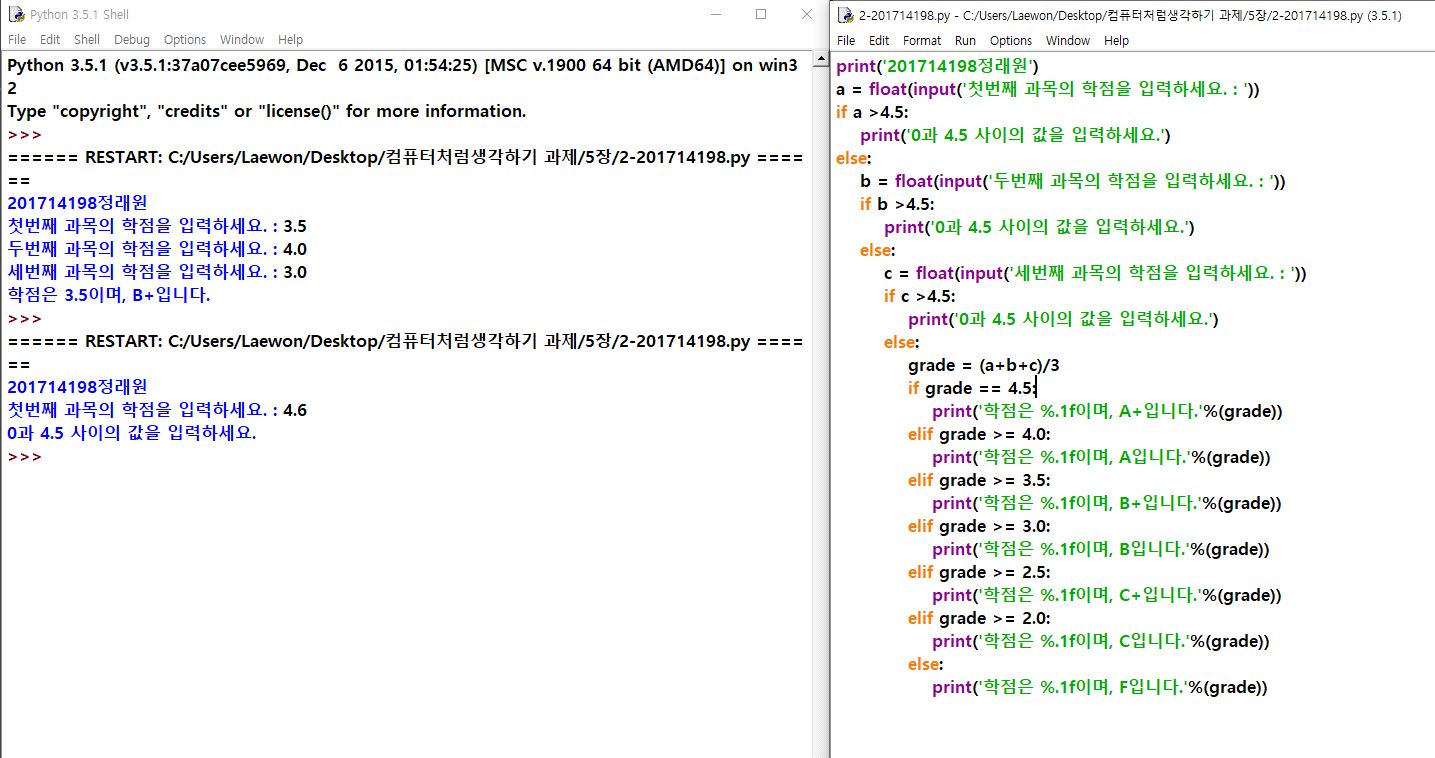 Python 3.5.1 Shell
File Edit Shell Debug Options Window Help
Python 3.5.1 (v3.5.1:37a07cee5969, Dec  6 2015, 01:54:25) [MSC v.1900 64 bit (AMD64)] on win3
2
Type "copyright", "credits" or "license()" for more information.
>>>
====== RESTART: C:/Users/Laewon/Desktop/컴퓨터처럼생각하기 과제/5장/2-201714198.py ====
==
201714198정래원
첫번째 과목의 학점을 입력하세요. : 3.5
두번째 과목의 학점을 입력하세요. : 4.0
세번째 과목의 학점을 입력하세요. : 3.0
학점은 3.5이며, B+입니다.
>>>
====== RESTART: C:/Users/Laewon/Desktop/컴퓨터처럼생각하기 과제/5장/2-201714198.py ====
==
201714198정래원
첫번째 과목의 학점을 입력하세요. : 4.6
0과 4.5 사이의 값을 입력하세요.
>>>
2-201714198.py - C:/Users/Laewon/Desktop/컴퓨터처럼생각하기 과제/5장/2-201714198.py (3.5.1)
File Edit Format Run Options Window Help
print('201714198정래원')
a = float(input('첫번째 과목의 학점을 입력하세요. : '))
if a >4.5:
    print('0과 4.5 사이의 값을 입력하세요.')
else:
    b = float(input('두번째 과목의 학점을 입력하세요. : '))
    if b >4.5:
        print('0과 4.5 사이의 값을 입력하세요.')
    else:
        c = float(input('세번째 과목의 학점을 입력하세요. : '))
        if c >4.5:
            print('0과 4.5 사이의 값을 입력하세요.')
        else:
            grade = (a+b+c)/3
            if grade == 4.5:
                print('학점은 %.1f이며, A+입니다.'%(grade))
            elif grade >= 4.0:
                print('학점은 %.1f이며, A입니다.'%(grade))
            elif grade >= 3.5:
                print('학점은 %.1f이며, B+입니다.'%(grade))
            elif grade >= 3.0:
                print('학점은 %.1f이며, B입니다.'%(grade))
            elif grade >= 2.5:
                print('학점은 %.1f이며, C+입니다.'%(grade))
            elif grade >= 2.0:
                print('학점은 %.1f이며, C입니다.'%(grade))
            else:
                print('학점은 %.1f이며, F입니다.'%(grade))